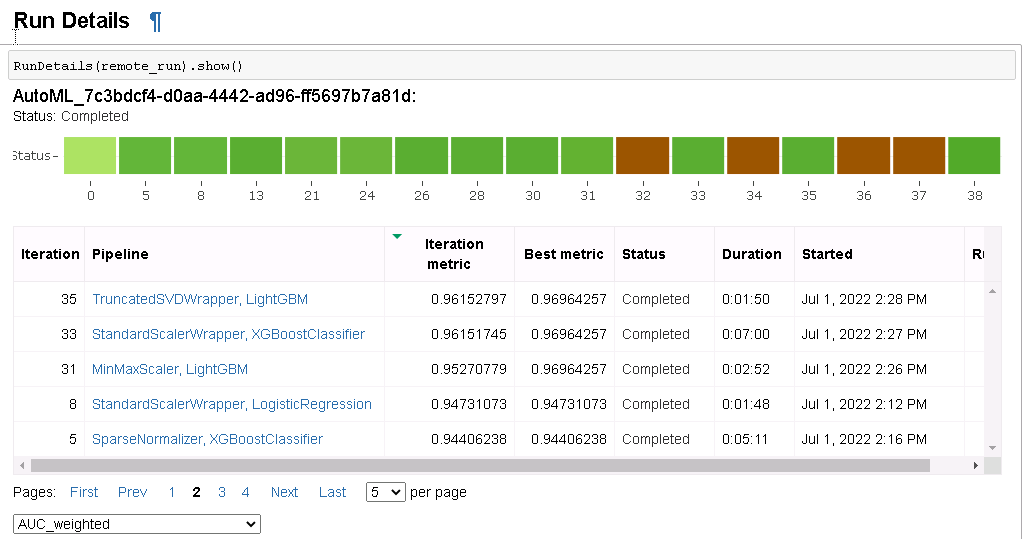 Run Details ¶
RunDetails(remote_run).show()
AutoML_7c3bdcf4-d0aa-4442-ad96-ff5697b7a81d:
Status: Completed
Status
0 5 8 13 21 24 26 28 30 31 32 33 34 35 36 37 38
Iteration Pipeline Iteration metric Best metric Status Duration Started
35 TruncatedSVDWrapper, LightGBM 0.96152797 0.96964257 Completed 0:01:50 Jul 1, 2022 2:28 PM
33 StandardScalerWrapper, XGBoostClassifier 0.96151745 0.96964257 Completed 0:07:00 Jul 1, 2022 2:27 PM
31 MinMaxScaler, LightGBM 0.95270779 0.96964257 Completed 0:02:52 Jul 1, 2022 2:26 PM
8 StandardScalerWrapper, LogisticRegression 0.94731073 0.94731073 Completed 0:01:48 Jul 1, 2022 2:12 PM
5 SparseNormalizer, XGBoostClassifier 0.94406238 0.94406238 Completed 0:05:11 Jul 1, 2022 2:16 PM
Pages: First Prev 1 2 3 4 Next Last 5 per page
AUC_weighted